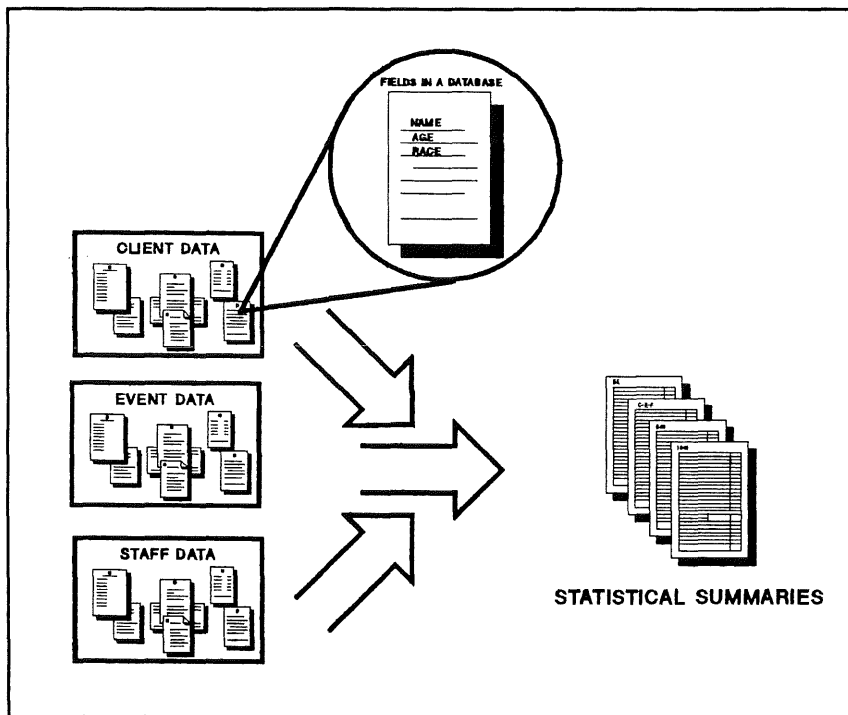 FIELDS IN A DATABASE
NAME
AGE
RACE
CLIENT DATA
EVENT DATA
STAFF DATA
STATISTICAL SUMMARIES